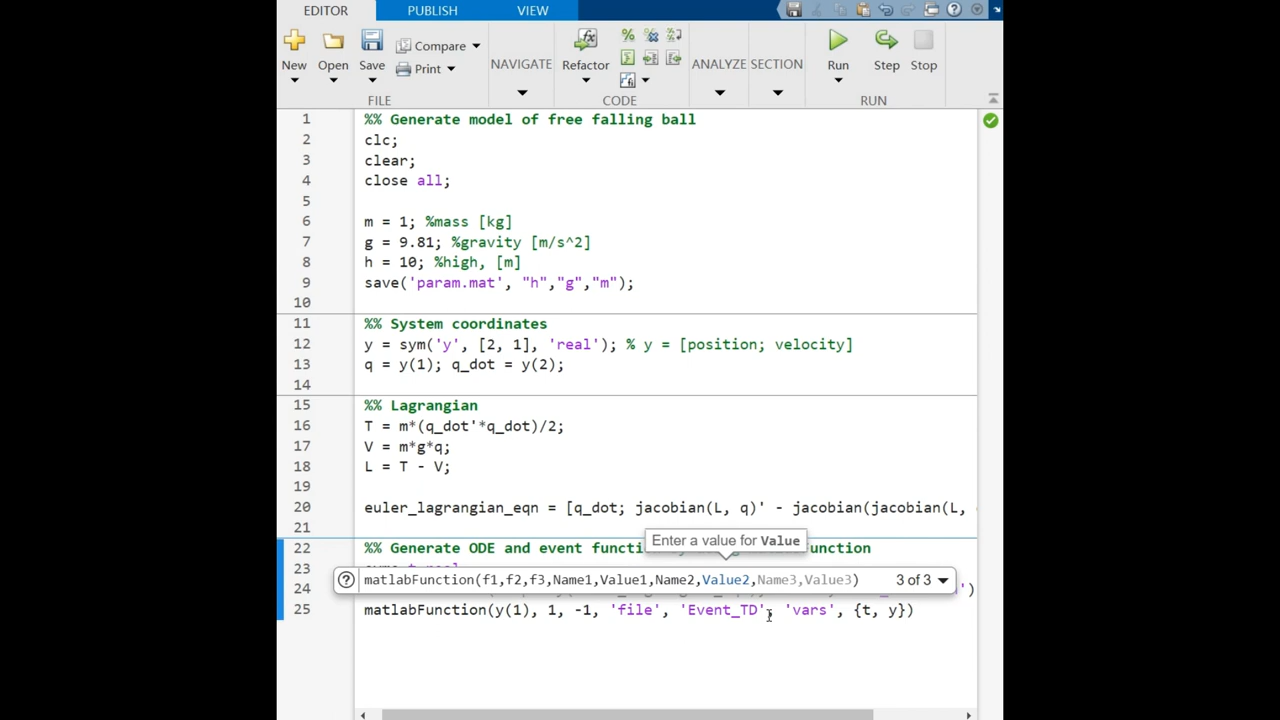 EDITOR PUBLISH VIEW
New Open Save Compare Print NAVIGATE Refactor ANALYZE SECTION Run Step Stop
FILE CODE RUN
1 %% Generate model of free falling ball
2 clc;
3 clear;
4 close all;
5
6 m = 1; %mass [kg]
7 g = 9.81; %gravity [m/s^2]
8 h = 10; %high, [m]
9 save('param.mat', "h","g","m");
10
11 %% System coordinates
12 y = sym('y', [2, 1], 'real'); % y = [position; velocity]
13 q = y(1); q_dot = y(2);
14
15 %% Lagrangian
16 T = m*(q_dot'*q_dot)/2;
17 V = m*g*q;
18 L = T - V;
19
20 euler_lagrangian_eqn = [q_dot; jacobian(L, q)' - jacobian(jacobian(L,
21
Enter a value for Value
22 %% Generate ODE and event functi unction
23
matlabFunction(f1,f2,f3,Name1,Value1,Name2,Value2,Name3,Value3) 3 of 3
24 ')
25 matlabFunction(y(1), 1, -1, 'file', 'Event_TD', 'vars', {t, y})